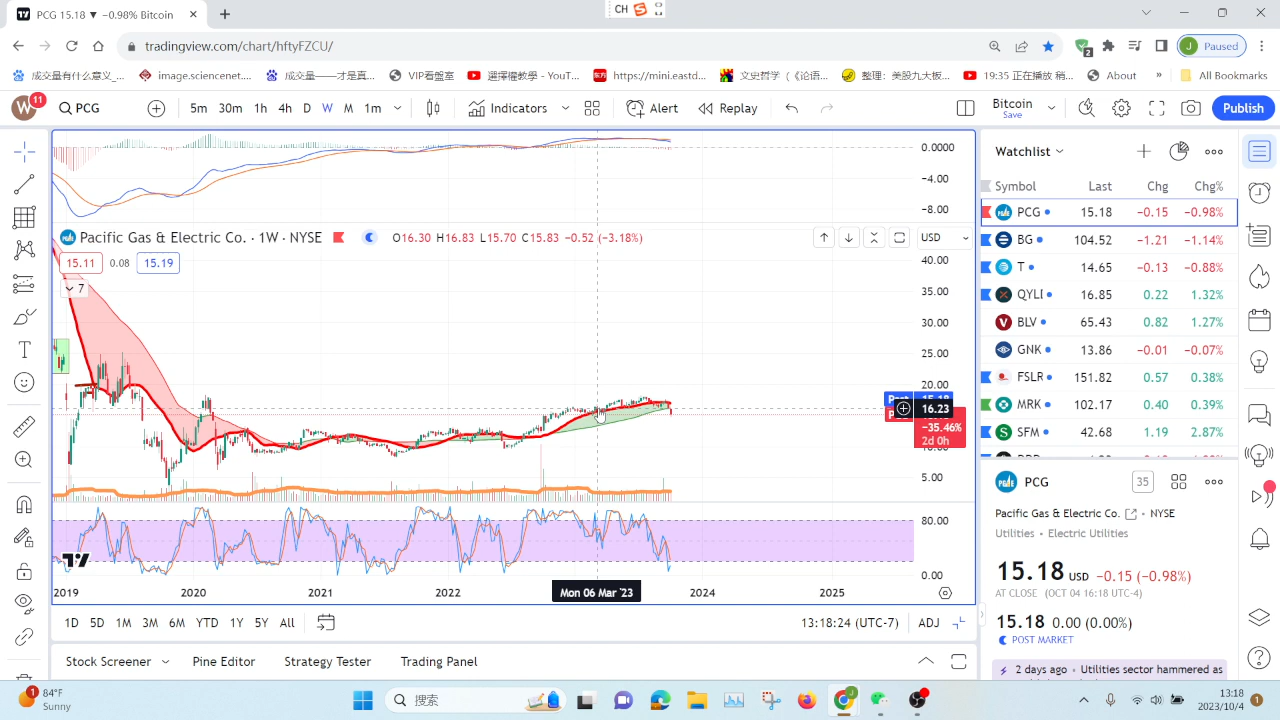 PCG 15.18 ▼ −0.98% Bitcoin
CH
tradingview.com/chart/hftyFZCU/
2
J Paused
成交量有什么意义_...
image.sciencenet....
成交量——才是真...
VIP看盤室
選擇權教學 - YouT...
https://mini.eastd...
文史哲（《论语...
整理：美股九大板...
19:35 正在播放 稍...
About
»
All Bookmarks
W 11
PCG
5m 30m 1h 4h D W M 1m
Indicators
Alert
Replay
Bitcoin
Save
Publish
Pacific Gas & Electric Co. · 1W · NYSE
O16.30 H16.83 L15.70 C15.83 −0.52 (−3.18%)
USD
15.11 0.08 15.19
7
0.0000
−4.00
−8.00
40.00
35.00
30.00
25.00
20.00
16.23
−35.46%
2d 0h
5.00
80.00
0.00
2019 2020 2021 2022 Mon 06 Mar '23 2024 2025
1D 5D 1M 3M 6M YTD 1Y 5Y All
13:18:24 (UTC-7)
ADJ
Stock Screener
Pine Editor
Strategy Tester
Trading Panel
Watchlist
Symbol Last Chg Chg%
PCG 15.18 −0.15 −0.98%
BG 104.52 −1.21 −1.14%
T 14.65 −0.13 −0.88%
QYLD 16.85 0.22 1.32%
BLV 65.43 0.82 1.27%
GNK 13.86 −0.01 −0.07%
FSLR 151.82 0.57 0.38%
MRK 102.17 0.40 0.39%
SFM 42.68 1.19 2.87%
PCG
35
Pacific Gas & Electric Co. · NYSE
Utilities · Electric Utilities
15.18 USD −0.15 (−0.98%)
AT CLOSE (OCT 04 16:18 UTC-4)
15.18 0.00 (0.00%)
POST MARKET
2 days ago · Utilities sector hammered as
1
84°F
Sunny
搜索
13:18
2023/10/4
1